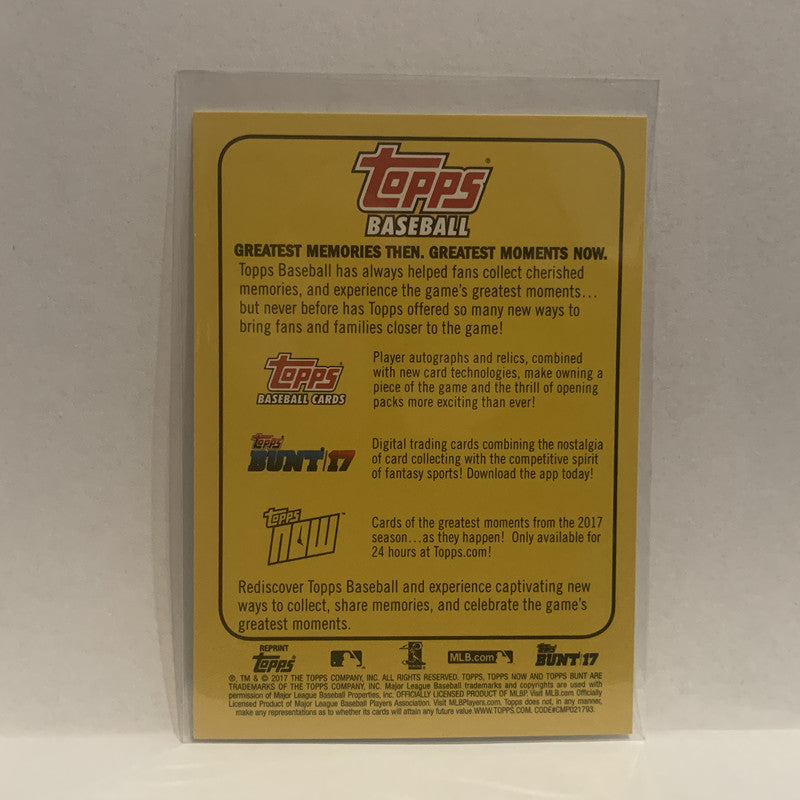 Topps®
BASEBALL
GREATEST MEMORIES THEN. GREATEST MOMENTS NOW.
Topps Baseball has always helped fans collect cherished
memories, and experience the game's greatest moments...
but never before has Topps offered so many new ways to
bring fans and families closer to the game!
Topps
BASEBALL CARDS
Player autographs and relics, combined
with new card technologies, make owning a
piece of the game and the thrill of opening
packs more exciting than ever!
Topps
BUNT 17
Digital trading cards combining the nostalgia
of card collecting with the competitive spirit
of fantasy sports! Download the app today!
Topps
NOW™
Cards of the greatest moments from the 2017
season...as they happen! Only available for
24 hours at Topps.com!
Rediscover Topps Baseball and experience captivating new
ways to collect, share memories, and celebrate the game's
greatest moments.
REPRINT
Topps
MLB.com
Topps
BUNT 17
®, TM & © 2017 THE TOPPS COMPANY, INC. ALL RIGHTS RESERVED. TOPPS, TOPPS NOW AND TOPPS BUNT ARE
TRADEMARKS OF THE TOPPS COMPANY, INC. Major League Baseball trademarks and copyrights are used with
permission of Major League Baseball Properties, Inc. OFFICIALLY LICENSED PRODUCT OF MLBP. Visit MLB.com Officially
Licensed Product of Major League Baseball Players Association. Visit MLBPlayers.com. Topps does not, in any manner,
make any representations as to whether its cards will attain any future value WWW.TOPPS.COM. CODE#CMP021793.